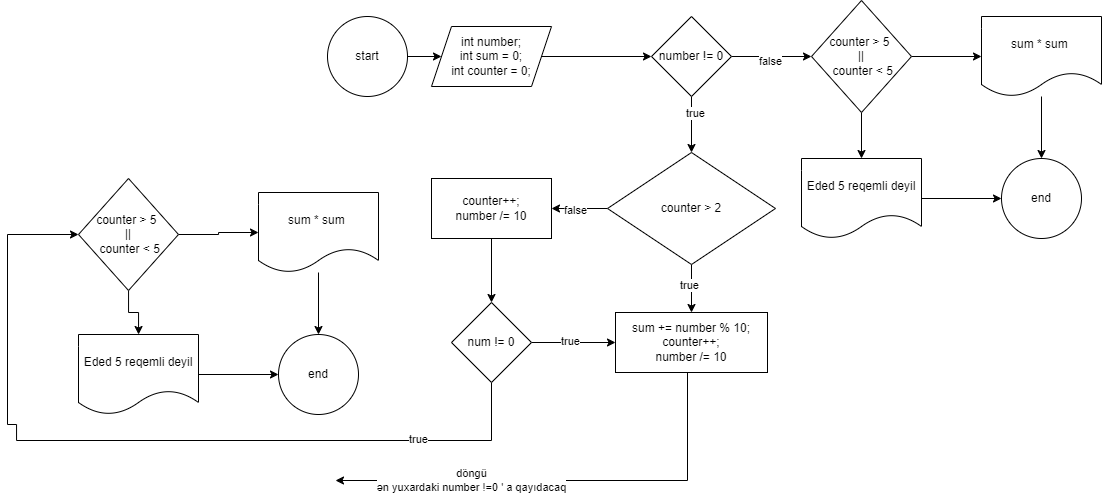 start
int number;
int sum = 0;
int counter = 0;
number != 0
false
counter > 5
||
counter < 5
sum * sum
true
Eded 5 reqemli deyil
end
counter > 2
false
counter++;
number /= 10
true
counter > 5
||
counter < 5
sum * sum
sum += number % 10;
counter++;
number /= 10
num != 0
true
Eded 5 reqemli deyil
end
true
döngü
ən yuxardaki number !=0 ' a qayıdacaq